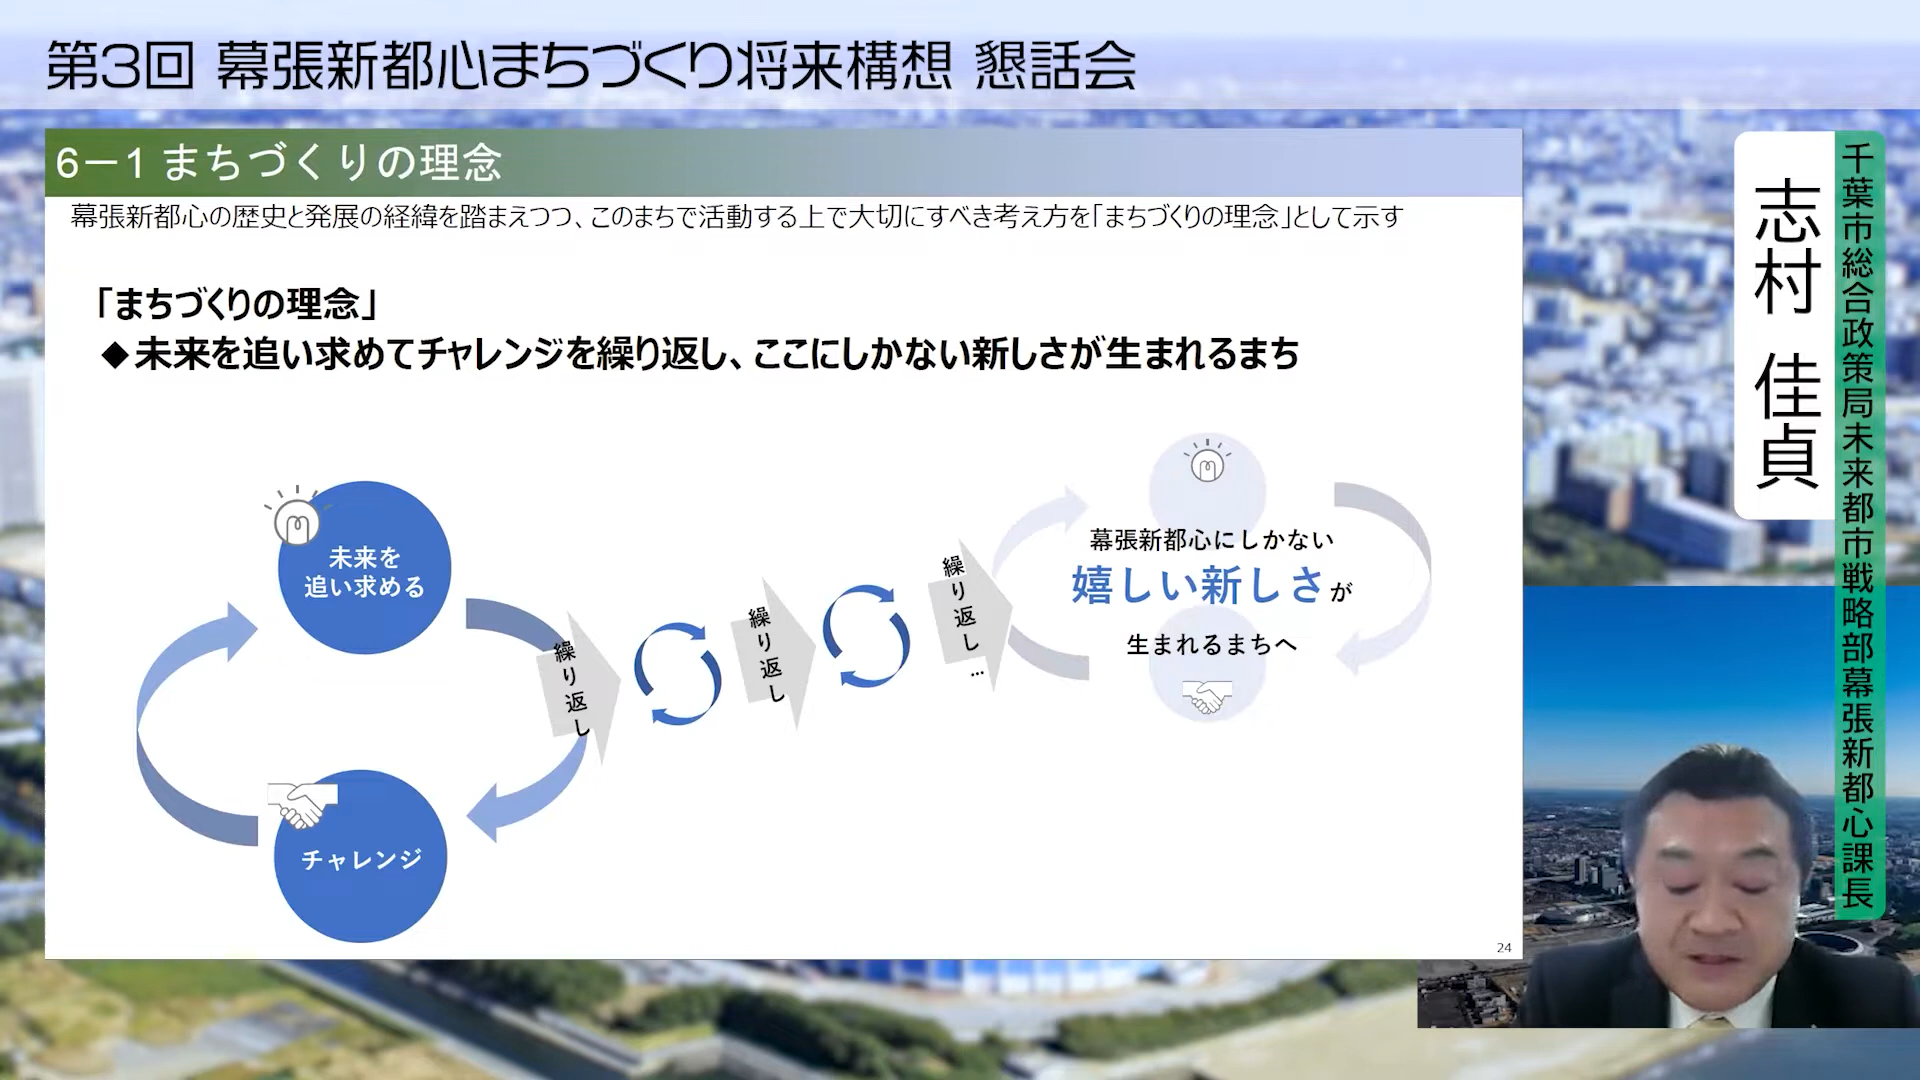 第3回 幕張新都心まちづくり将来構想 懇話会
6－1 まちづくりの理念
幕張新都心の歴史と発展の経緯を踏まえつつ、このまちで活動する上で大切にすべき考え方を「まちづくりの理念」として示す
「まちづくりの理念」
◆未来を追い求めてチャレンジを繰り返し、ここにしかない新しさが生まれるまち
未来を
追い求める
チャレンジ
繰り返し
繰り返し
繰り返し…
幕張新都心にしかない
嬉しい新しさが
生まれるまちへ
24
千葉市総合政策局未来都市戦略部幕張新都心課長
志村 佳貞